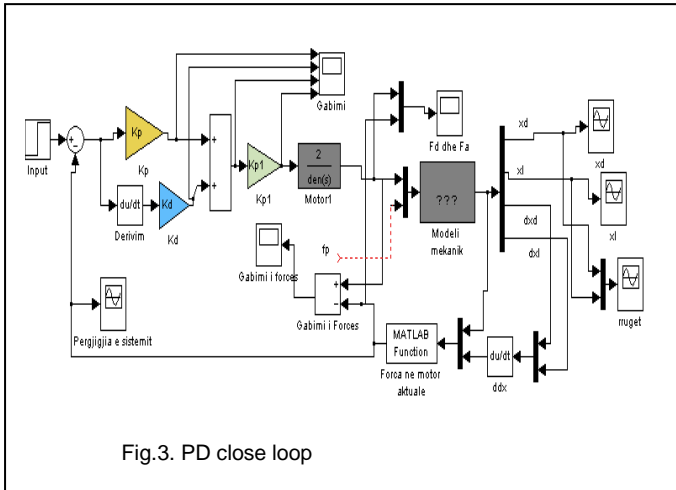 Input
Kp
Kp
du/dt
Derivim
Kd
Kd
+
+
Kp1
Kp1
Gabimi
2
den(s)
Motor1
Fd dhe Fa
???
Modeli
mekanik
fp
Gabimi i forces
+
−
Gabimi i Forces
Pergjigjia e sistemit
MATLAB
Function
Forca ne motor
aktuale
du/dt
ddx
xd
xl
dxd
dxl
xd
xl
rruget
Fig.3. PD close loop